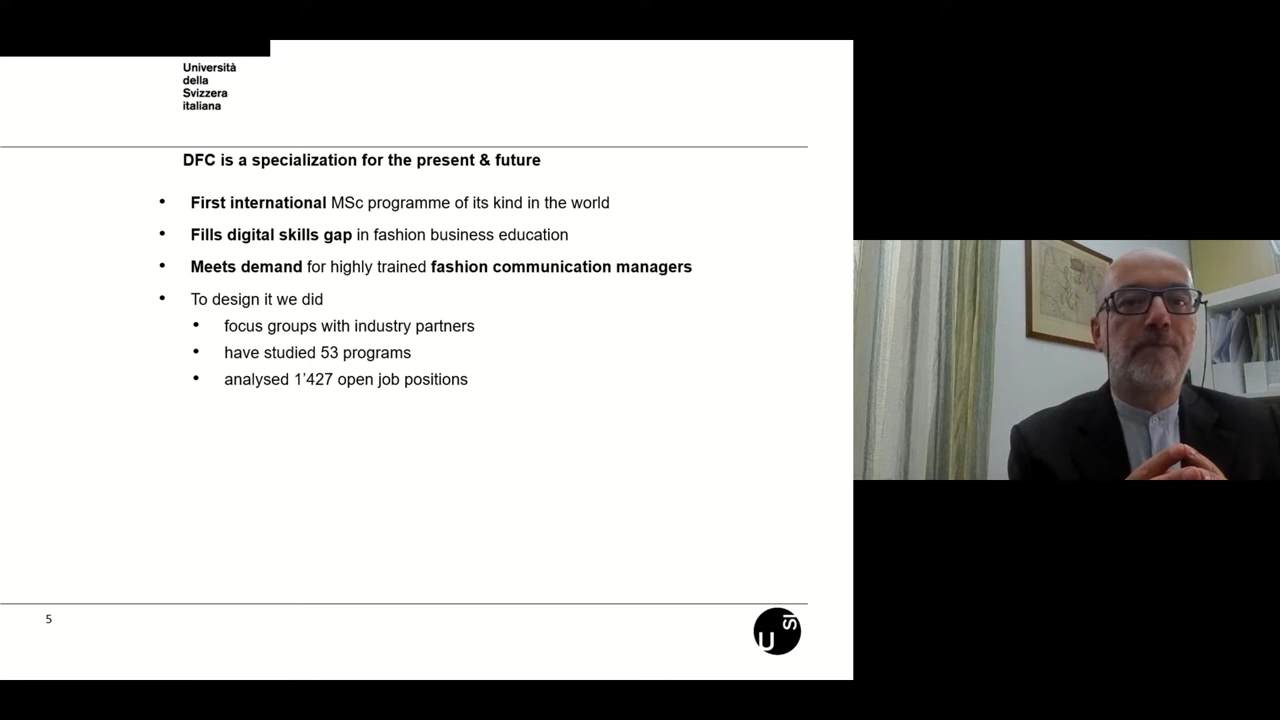 Università
della
Svizzera
italiana
DFC is a specialization for the present & future
• First international MSc programme of its kind in the world
• Fills digital skills gap in fashion business education
• Meets demand for highly trained fashion communication managers
• To design it we did
• focus groups with industry partners
• have studied 53 programs
• analysed 1’427 open job positions
5
U
SI